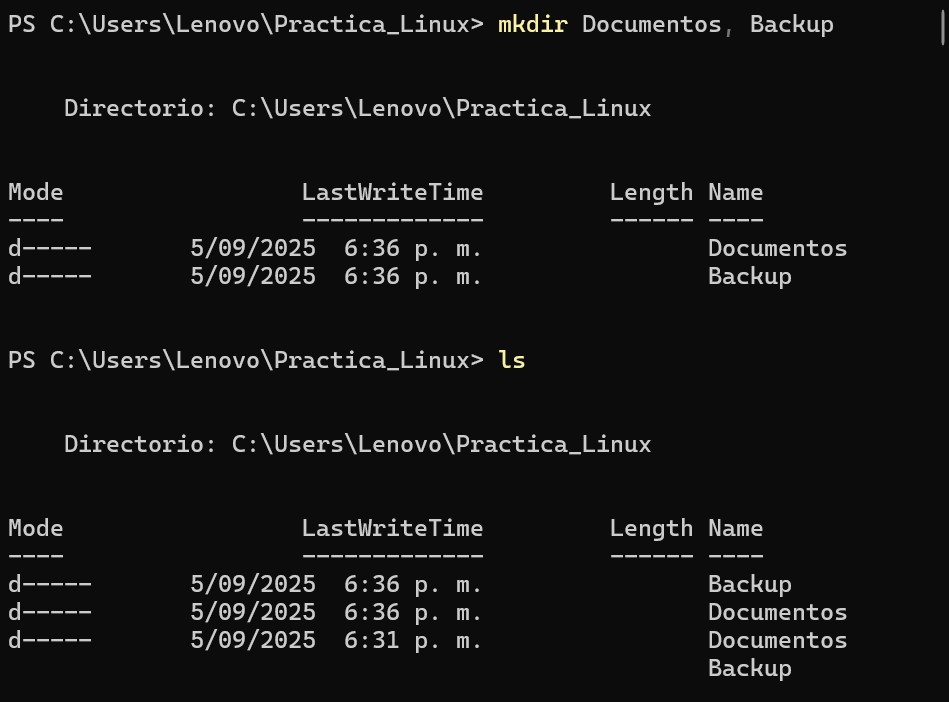 PS C:\Users\Lenovo\Practica_Linux> mkdir Documentos, Backup
Directorio: C:\Users\Lenovo\Practica_Linux
Mode                 LastWriteTime         Length Name
----                 -------------         ------ ----
d-----       5/09/2025  6:36 p. m.                Documentos
d-----       5/09/2025  6:36 p. m.                Backup
PS C:\Users\Lenovo\Practica_Linux> ls
Directorio: C:\Users\Lenovo\Practica_Linux
Mode                 LastWriteTime         Length Name
----                 -------------         ------ ----
d-----       5/09/2025  6:36 p. m.                Backup
d-----       5/09/2025  6:36 p. m.                Documentos
d-----       5/09/2025  6:31 p. m.                Documentos
                                                  Backup